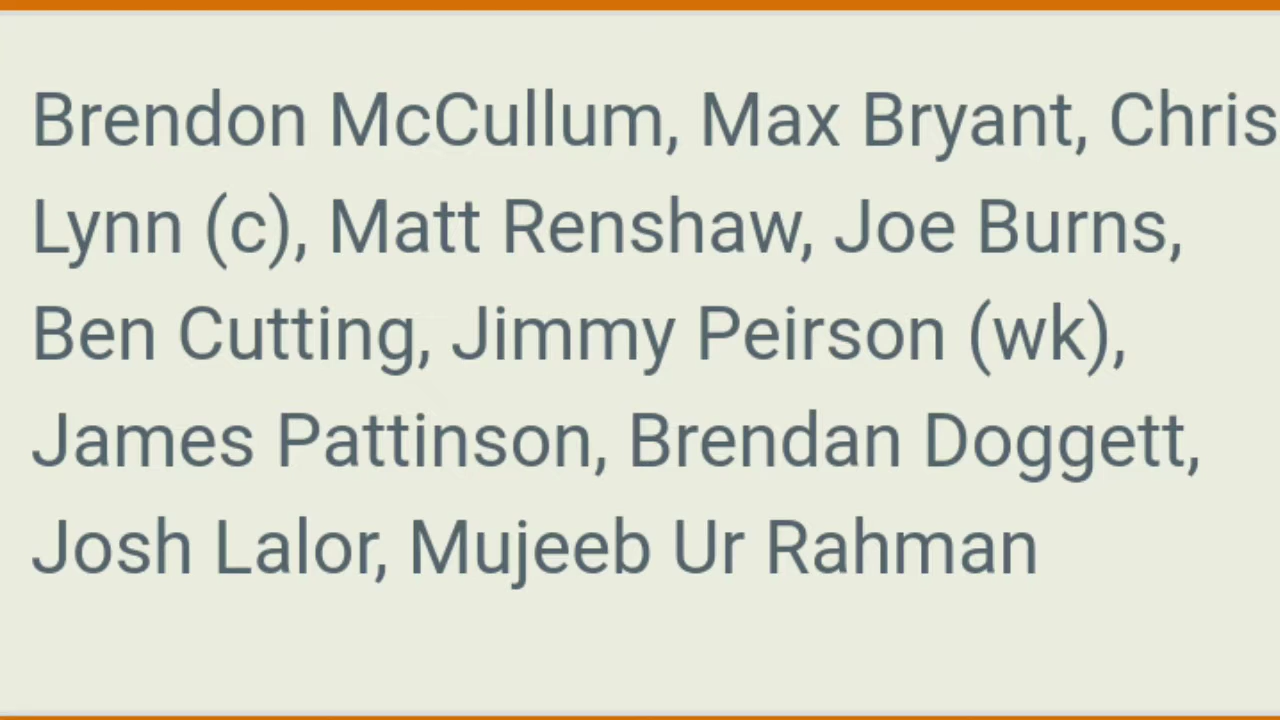 Brendon McCullum, Max Bryant, Chris
Lynn (c), Matt Renshaw, Joe Burns,
Ben Cutting, Jimmy Peirson (wk),
James Pattinson, Brendan Doggett,
Josh Lalor, Mujeeb Ur Rahman